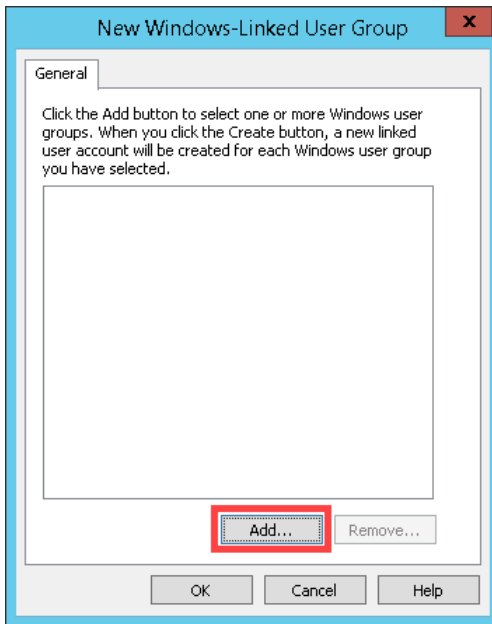 New Windows-Linked User Group
x
General
Click the Add button to select one or more Windows user
groups. When you click the Create button, a new linked
user account will be created for each Windows user group
you have selected.
Add...
Remove...
OK
Cancel
Help